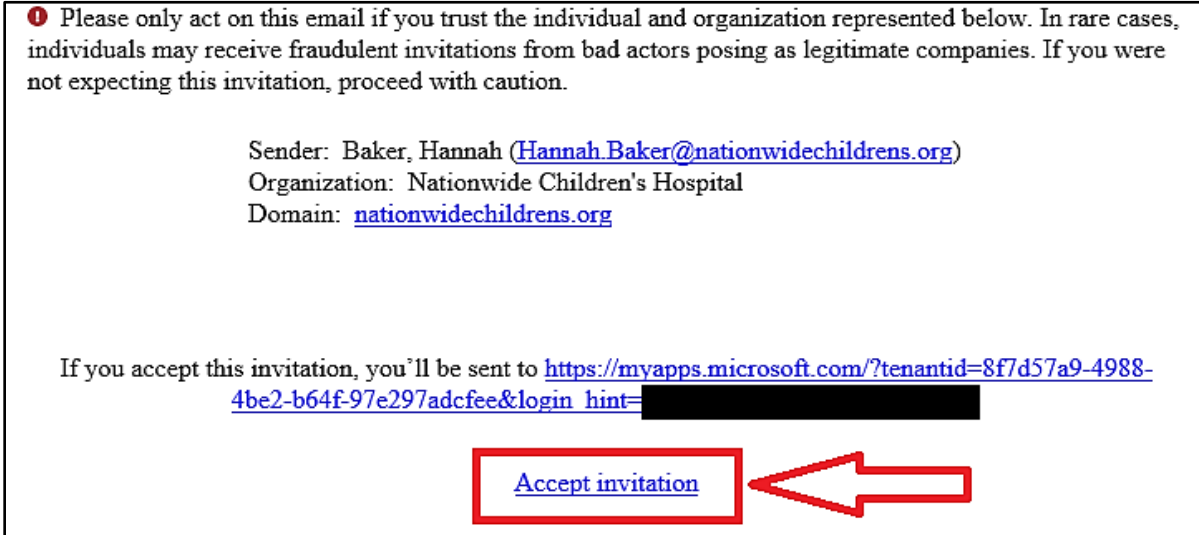 Please only act on this email if you trust the individual and organization represented below. In rare cases,
individuals may receive fraudulent invitations from bad actors posing as legitimate companies. If you were
not expecting this invitation, proceed with caution.
Sender: Baker, Hannah (Hannah.Baker@nationwidechildrens.org)
Organization: Nationwide Children's Hospital
Domain: nationwidechildrens.org
If you accept this invitation, you’ll be sent to https://myapps.microsoft.com/?tenantid=8f7d57a9-4988-
4be2-b64f-97e297adcfee&login_hint=
Accept invitation